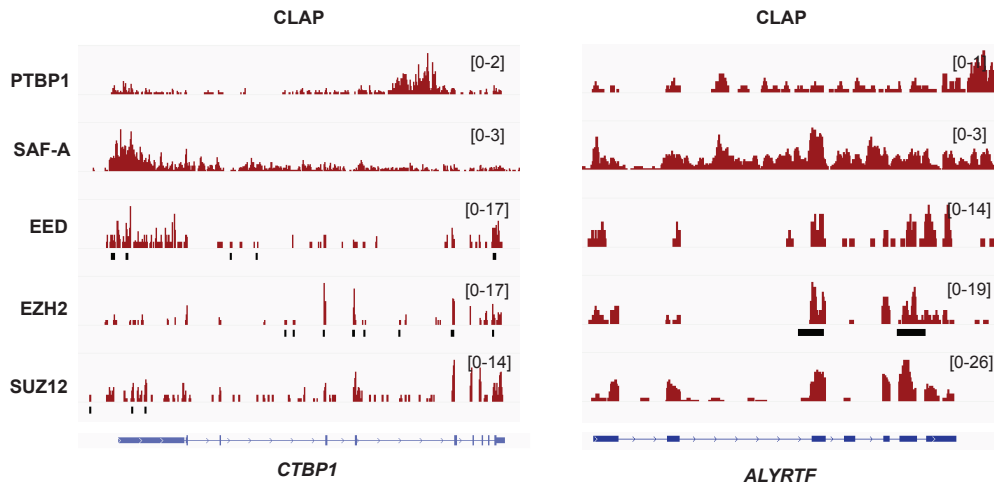 CLAP CLAP
PTBP1 [0-2] [0-1]
SAF-A [0-3] [0-3]
EED [0-17] [0-14]
EZH2 [0-17] [0-19]
SUZ12 [0-14] [0-26]
CTBP1 ALYRTF